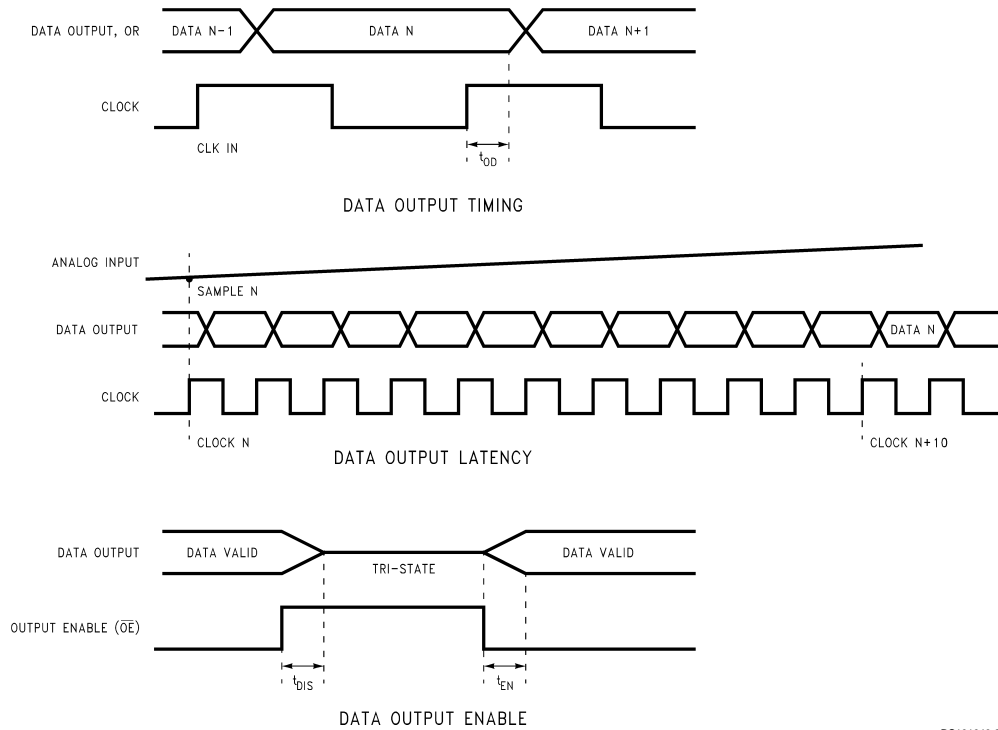 DATA OUTPUT, OR DATA N-1 DATA N DATA N+1
CLOCK
CLK IN
tOD
DATA OUTPUT TIMING
ANALOG INPUT
SAMPLE N
DATA OUTPUT DATA N
CLOCK
CLOCK N CLOCK N+10
DATA OUTPUT LATENCY
DATA OUTPUT DATA VALID TRI-STATE DATA VALID
OUTPUT ENABLE (O̅E̅)
tDIS tEN
DATA OUTPUT ENABLE